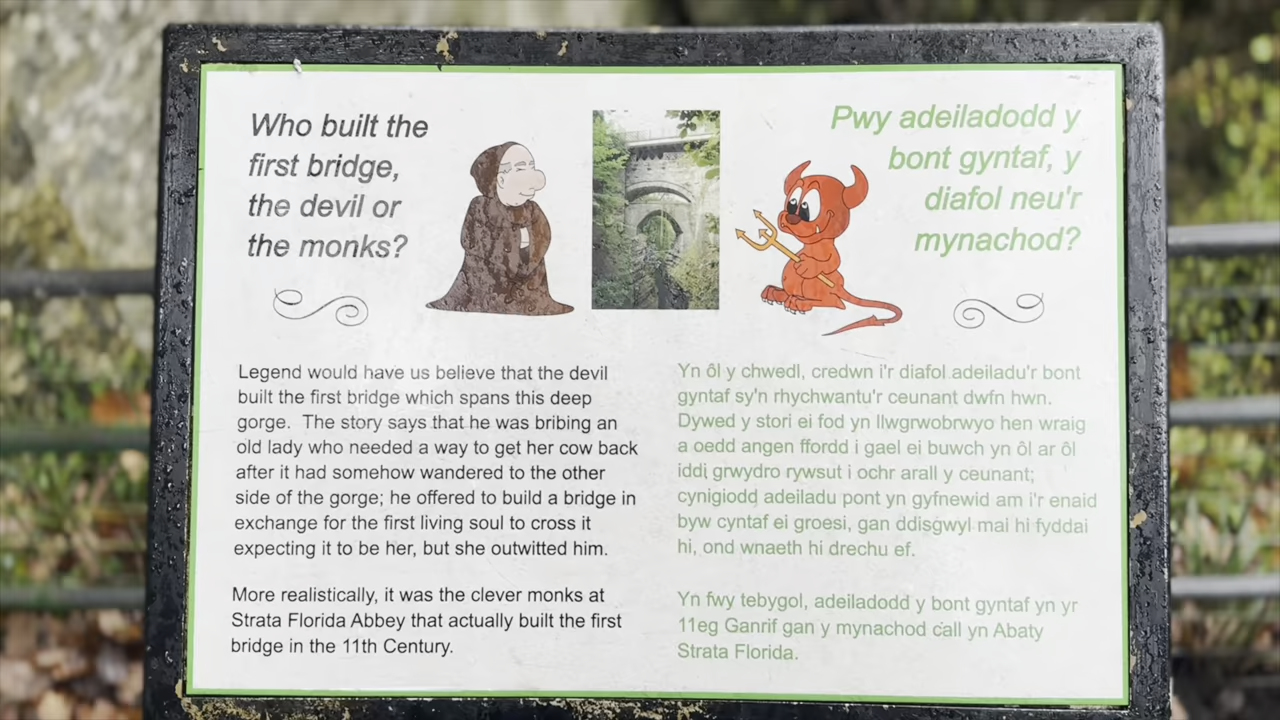 Who built the
first bridge,
the devil or
the monks?
Pwy adeiladodd y
bont gyntaf, y
diafol neu'r
mynachod?
Legend would have us believe that the devil
built the first bridge which spans this deep
gorge. The story says that he was bribing an
old lady who needed a way to get her cow back
after it had somehow wandered to the other
side of the gorge; he offered to build a bridge in
exchange for the first living soul to cross it
expecting it to be her, but she outwitted him.
More realistically, it was the clever monks at
Strata Florida Abbey that actually built the first
bridge in the 11th Century.
Yn ôl y chwedl, credwn i'r diafol adeiladu'r bont
gyntaf sy'n rhychwantu'r ceunant dwfn hwn.
Dywed y stori ei fod yn llwgrwobrwyo hen wraig
a oedd angen ffordd i gael ei buwch yn ôl ar ôl
iddi grwydro rywsut i ochr arall y ceunant;
cynigiodd adeiladu pont yn gyfnewid am i'r enaid
byw cyntaf ei groesi, gan ddisgwyl mai hi fyddai
hi, ond wnaeth hi drechu ef.
Yn fwy tebygol, adeiladodd y bont gyntaf yn yr
11eg Ganrif gan y mynachod call yn Abaty
Strata Florida.